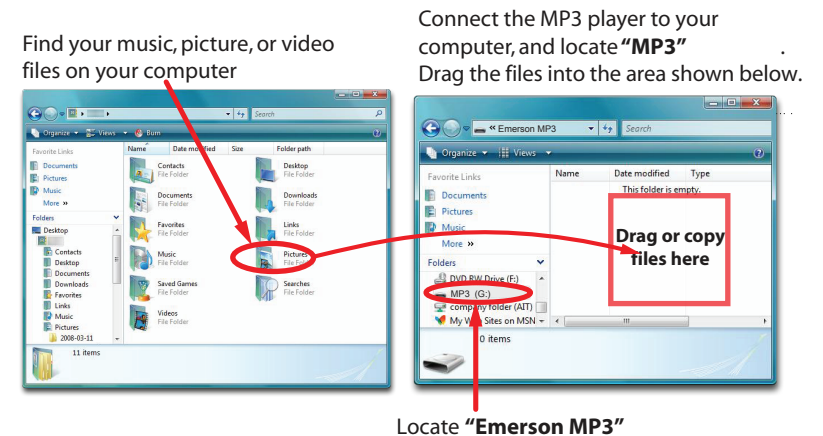 Find your music, picture, or video
files on your computer
Connect the MP3 player to your
computer, and locate "MP3" .
Drag the files into the area shown below.
Search
Organize Views Burn
Favorite Links
Documents
Pictures
Music
More »
Folders
Desktop
Contacts
Desktop
Documents
Downloads
Favorites
Links
Music
Pictures
2008-03-11
Name Date modified Size Folder path
Contacts
File Folder
Desktop
File Folder
Documents
File Folder
Downloads
File Folder
Favorites
File Folder
Links
File Folder
Music
File Folder
Pictures
File Folder
Saved Games
File Folder
Searches
File Folder
Videos
File Folder
11 items
« Emerson MP3
Search
Organize Views
Favorite Links
Documents
Pictures
Music
More »
Folders
DVD RW Drive (F:)
MP3 (G:)
company folder (AIT)
My Web Sites on MSN
Name Date modified Type
This folder is empty.
Drag or copy
files here
0 items
Locate "Emerson MP3"